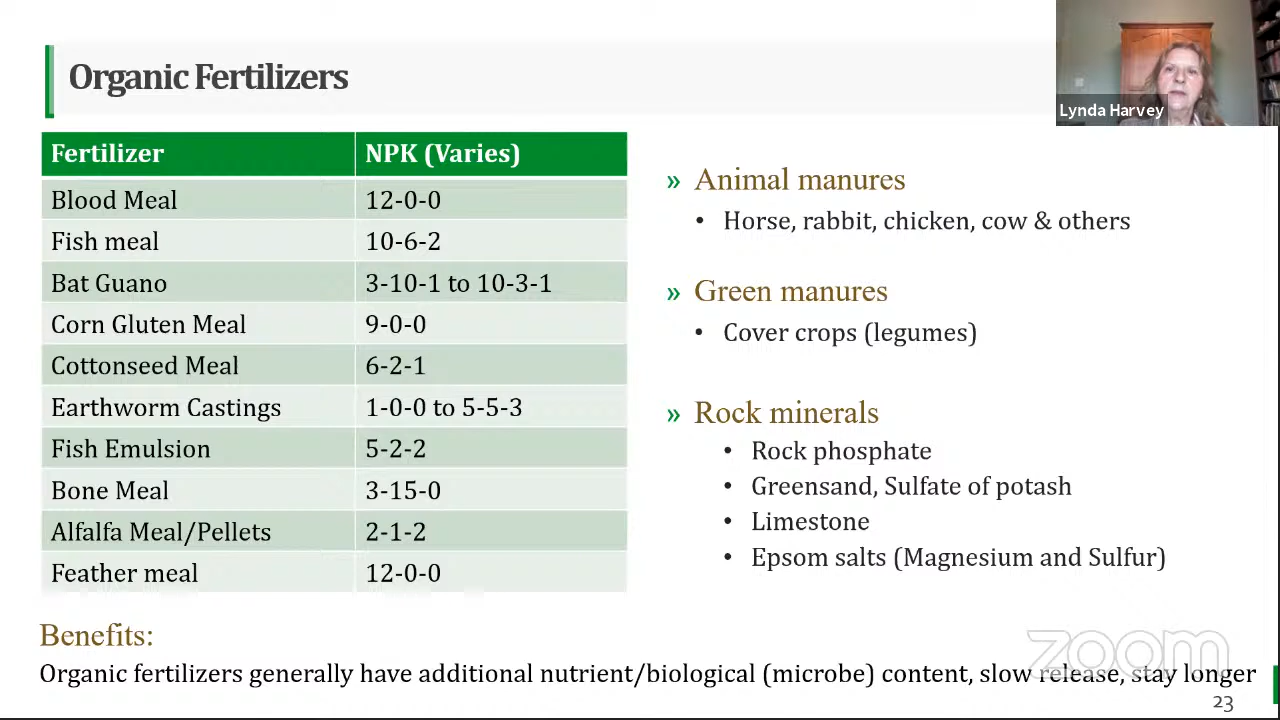 Organic Fertilizers
Lynda Harvey
Fertilizer NPK (Varies)
Blood Meal 12-0-0
Fish meal 10-6-2
Bat Guano 3-10-1 to 10-3-1
Corn Gluten Meal 9-0-0
Cottonseed Meal 6-2-1
Earthworm Castings 1-0-0 to 5-5-3
Fish Emulsion 5-2-2
Bone Meal 3-15-0
Alfalfa Meal/Pellets 2-1-2
Feather meal 12-0-0
» Animal manures
• Horse, rabbit, chicken, cow & others
» Green manures
• Cover crops (legumes)
» Rock minerals
• Rock phosphate
• Greensand, Sulfate of potash
• Limestone
• Epsom salts (Magnesium and Sulfur)
Benefits:
Organic fertilizers generally have additional nutrient/biological (microbe) content, slow release, stay longer
zoom
23